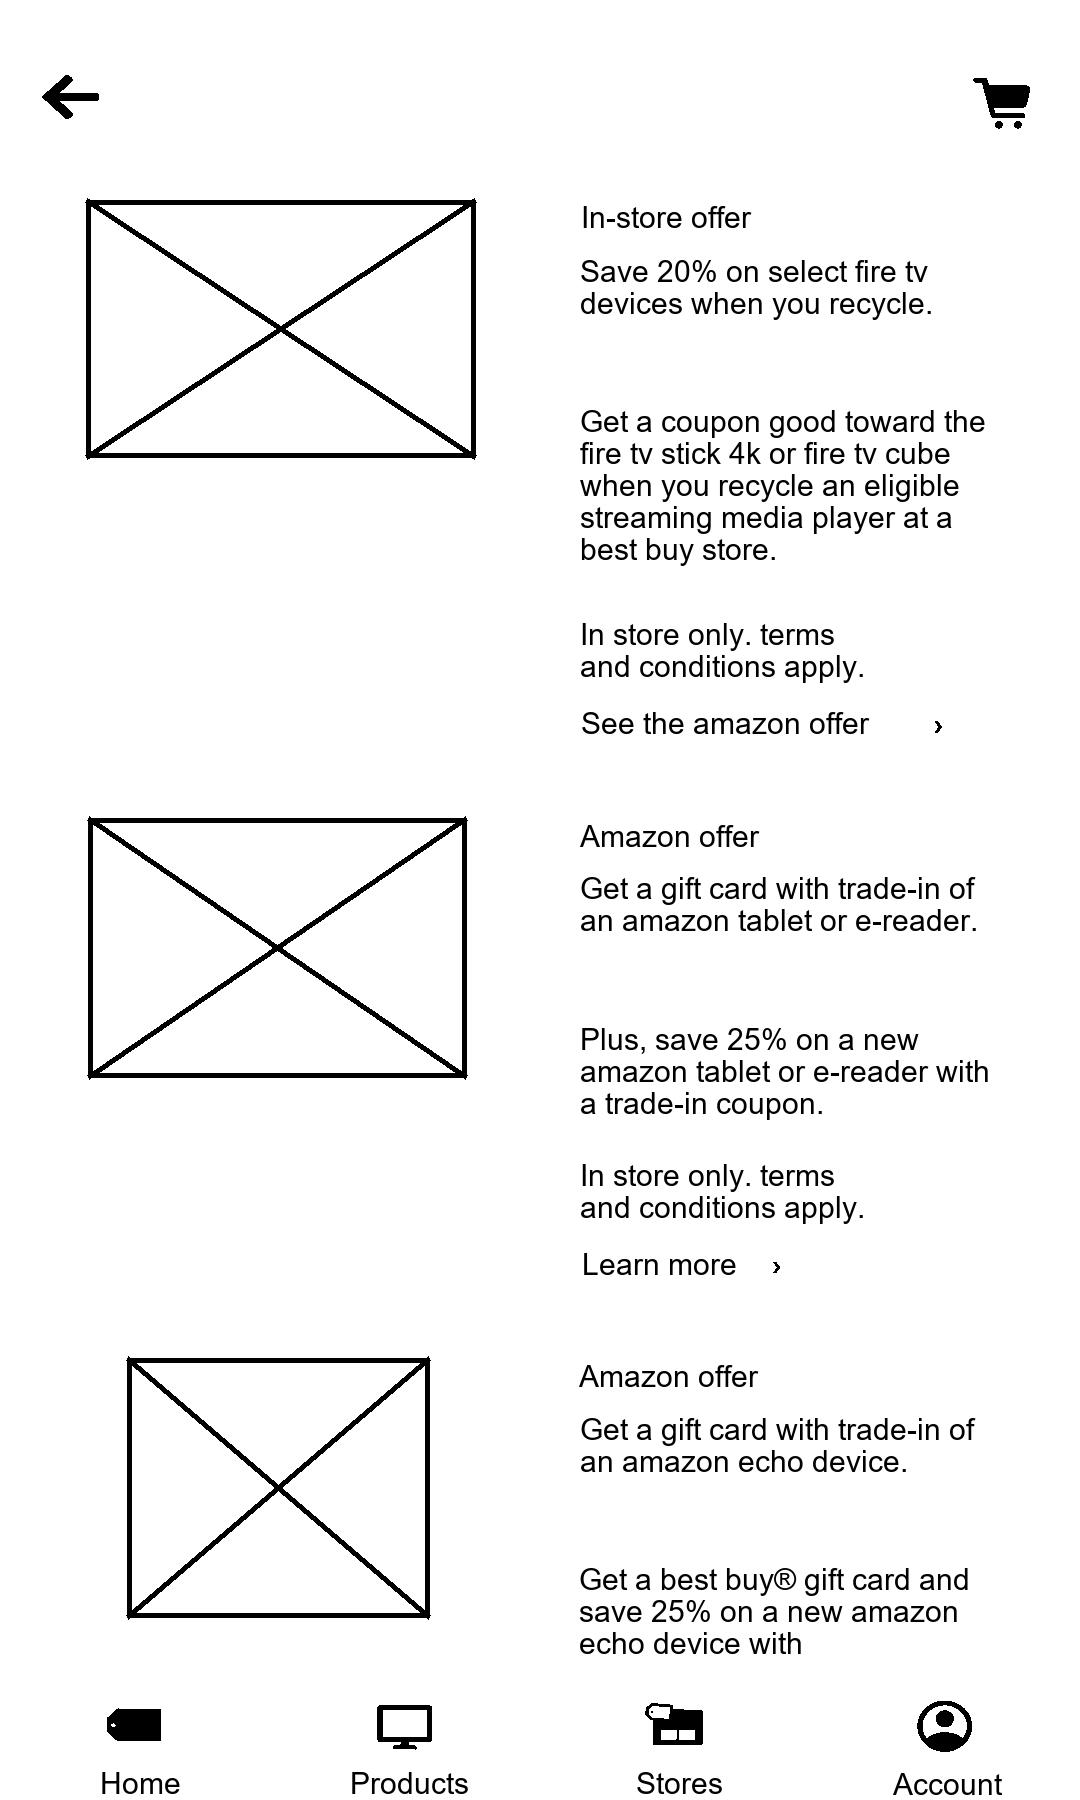 In-store offer
Save 20% on select fire tv
devices when you recycle.
Get a coupon good toward the
fire tv stick 4k or fire tv cube
when you recycle an eligible
streaming media player at a
best buy store.
In store only. terms
and conditions apply.
See the amazon offer ›
Amazon offer
Get a gift card with trade-in of
an amazon tablet or e-reader.
Plus, save 25% on a new
amazon tablet or e-reader with
a trade-in coupon.
In store only. terms
and conditions apply.
Learn more ›
Amazon offer
Get a gift card with trade-in of
an amazon echo device.
Get a best buy® gift card and
save 25% on a new amazon
echo device with
Home
Products
Stores
Account